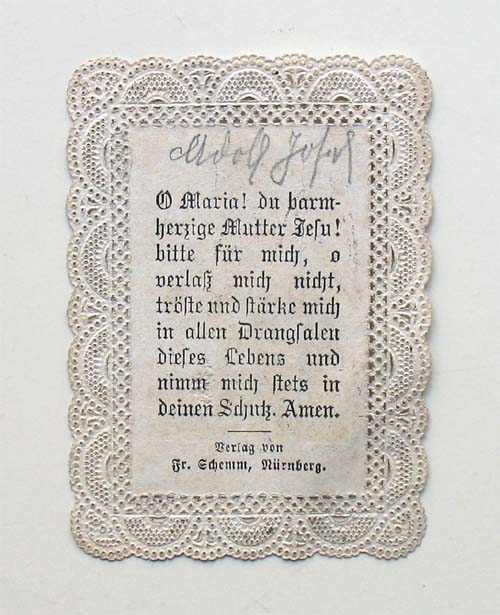 Adolf Josef
O Maria! du barm-
herzige Mutter Jesu!
bitte für mich, o
verlaß mich nicht,
tröste und stärke mich
in allen Drangsalen
dieses Lebens und
nimm mich stets in
deinen Schutz. Amen.
Verlag von
Fr. Schemm, Nürnberg.